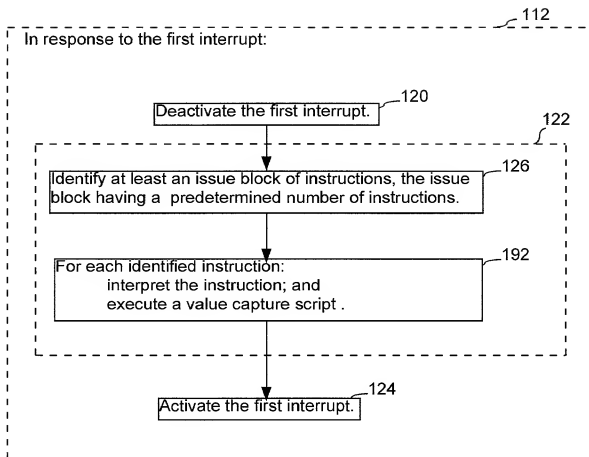 112
In response to the first interrupt:
120
Deactivate the first interrupt.
122
126
Identify at least an issue block of instructions, the issue
block having a predetermined number of instructions.
192
For each identified instruction:
interpret the instruction; and
execute a value capture script .
124
Activate the first interrupt.